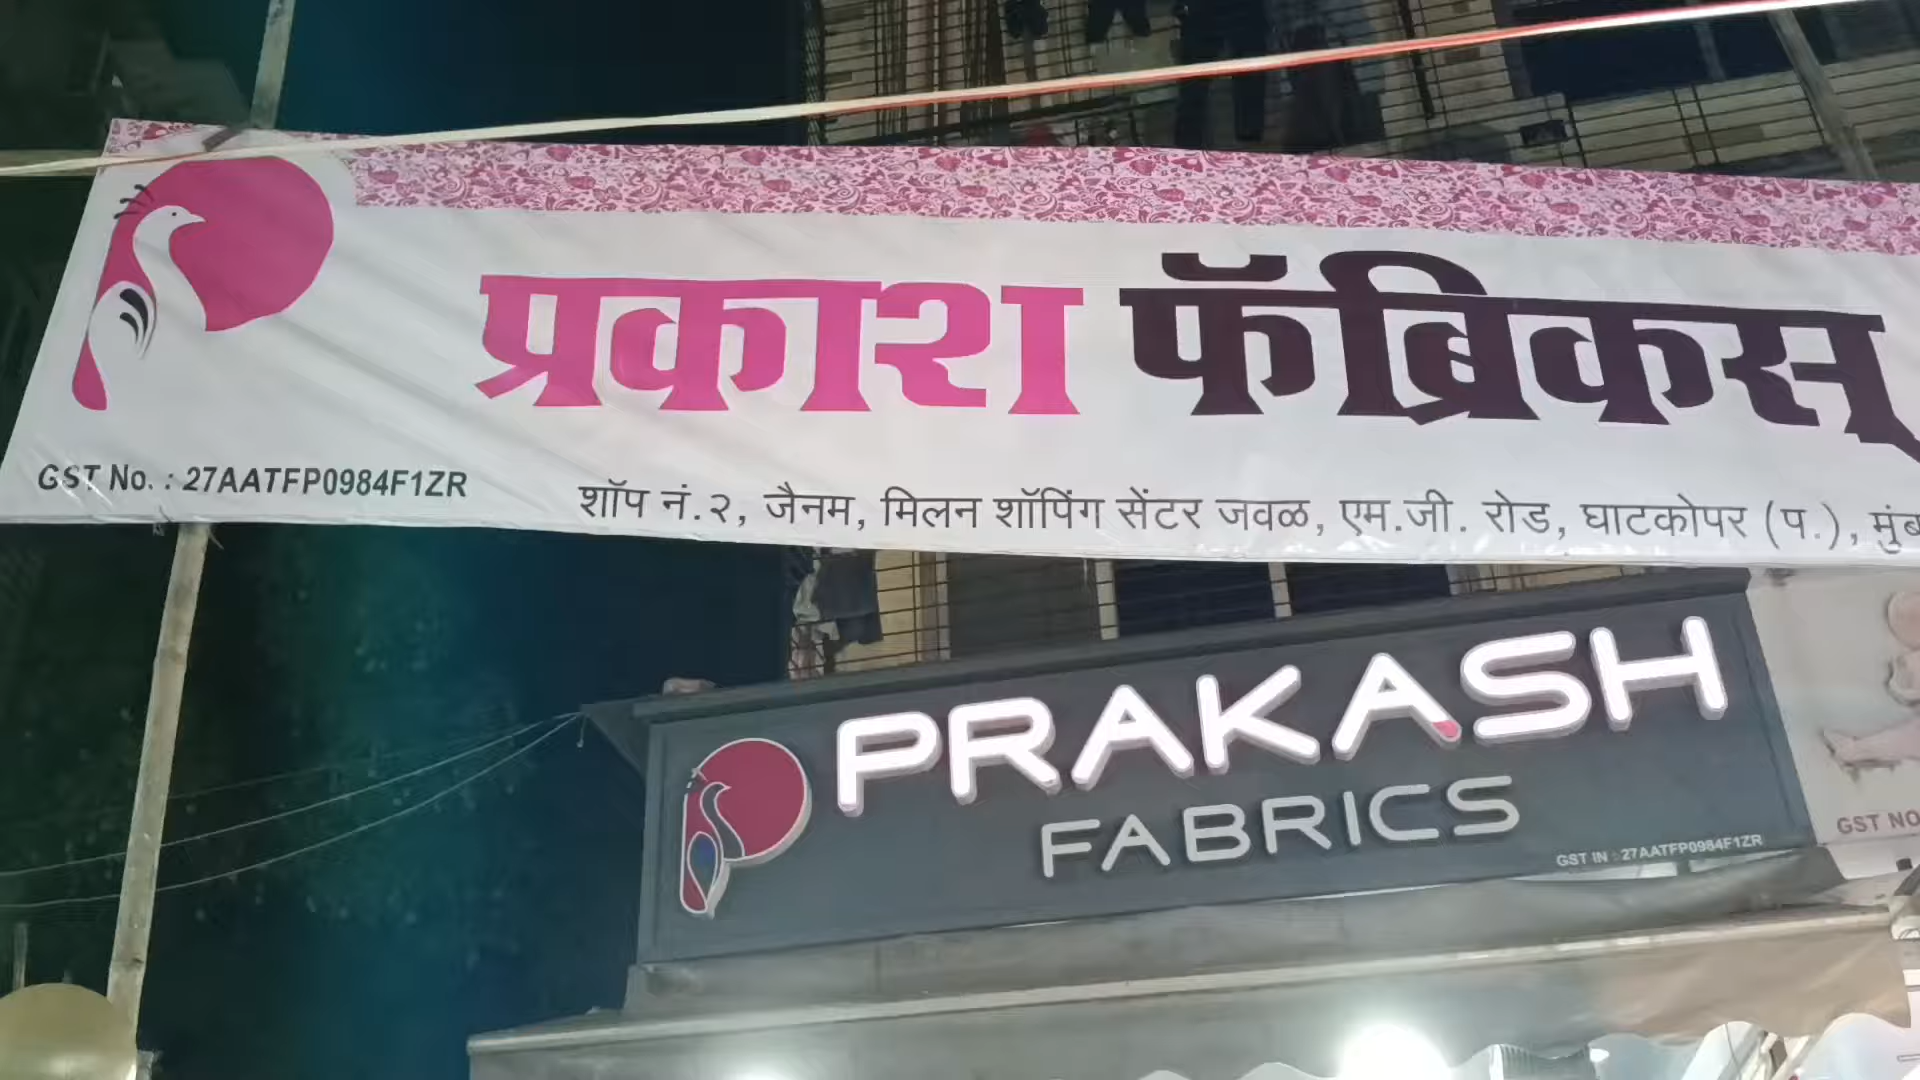 प्रकाश फॅब्रिकस्
GST No. : 27AATFP0984F1ZR
शॉप नं.२, जैनम, मिलन शॉपिंग सेंटर जवळ, एम.जी. रोड, घाटकोपर (प.),
PRAKASH
FABRICS
GST IN : 27AATFP0984F1ZR
GST NO